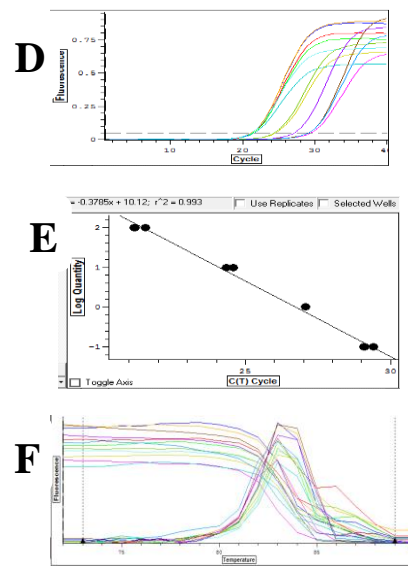 D
Fluorescence
0.75
0.5
0.25
0
10
20
30
40
Cycle
E
= -0.3785x + 10.12; r^2 = 0.993 Use Replicates Selected Wells
Log Quantity
2
1
0
-1
25
30
C(T) Cycle
Toggle Axis
F
Fluorescence
75
80
85
Temperature